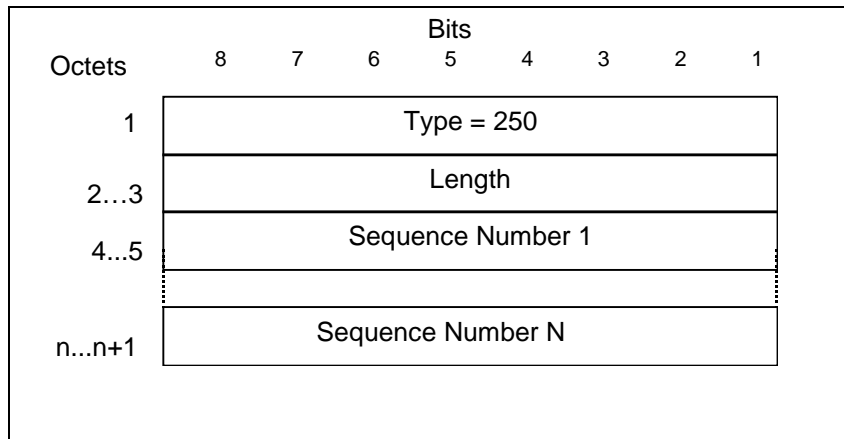 Bits
Octets 8 7 6 5 4 3 2 1
1 Type = 250
2…3 Length
4...5 Sequence Number 1
n...n+1 Sequence Number N